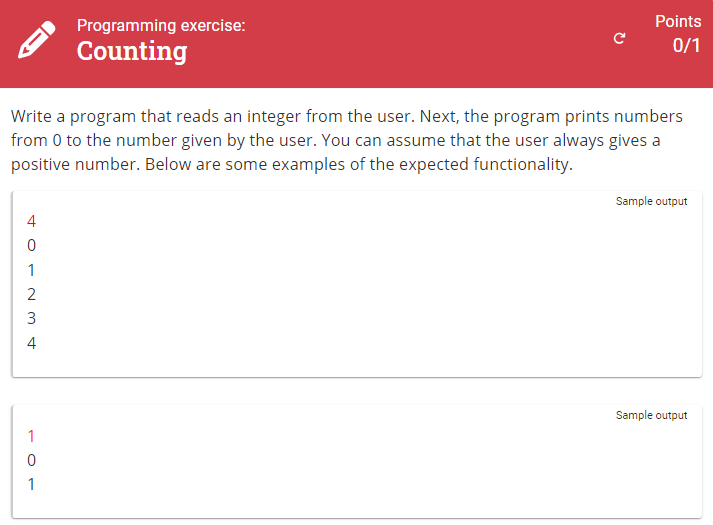 Programming exercise:
Counting
Points
0/1
Write a program that reads an integer from the user. Next, the program prints numbers
from 0 to the number given by the user. You can assume that the user always gives a
positive number. Below are some examples of the expected functionality.
Sample output
4
0
1
2
3
4
Sample output
1
0
1